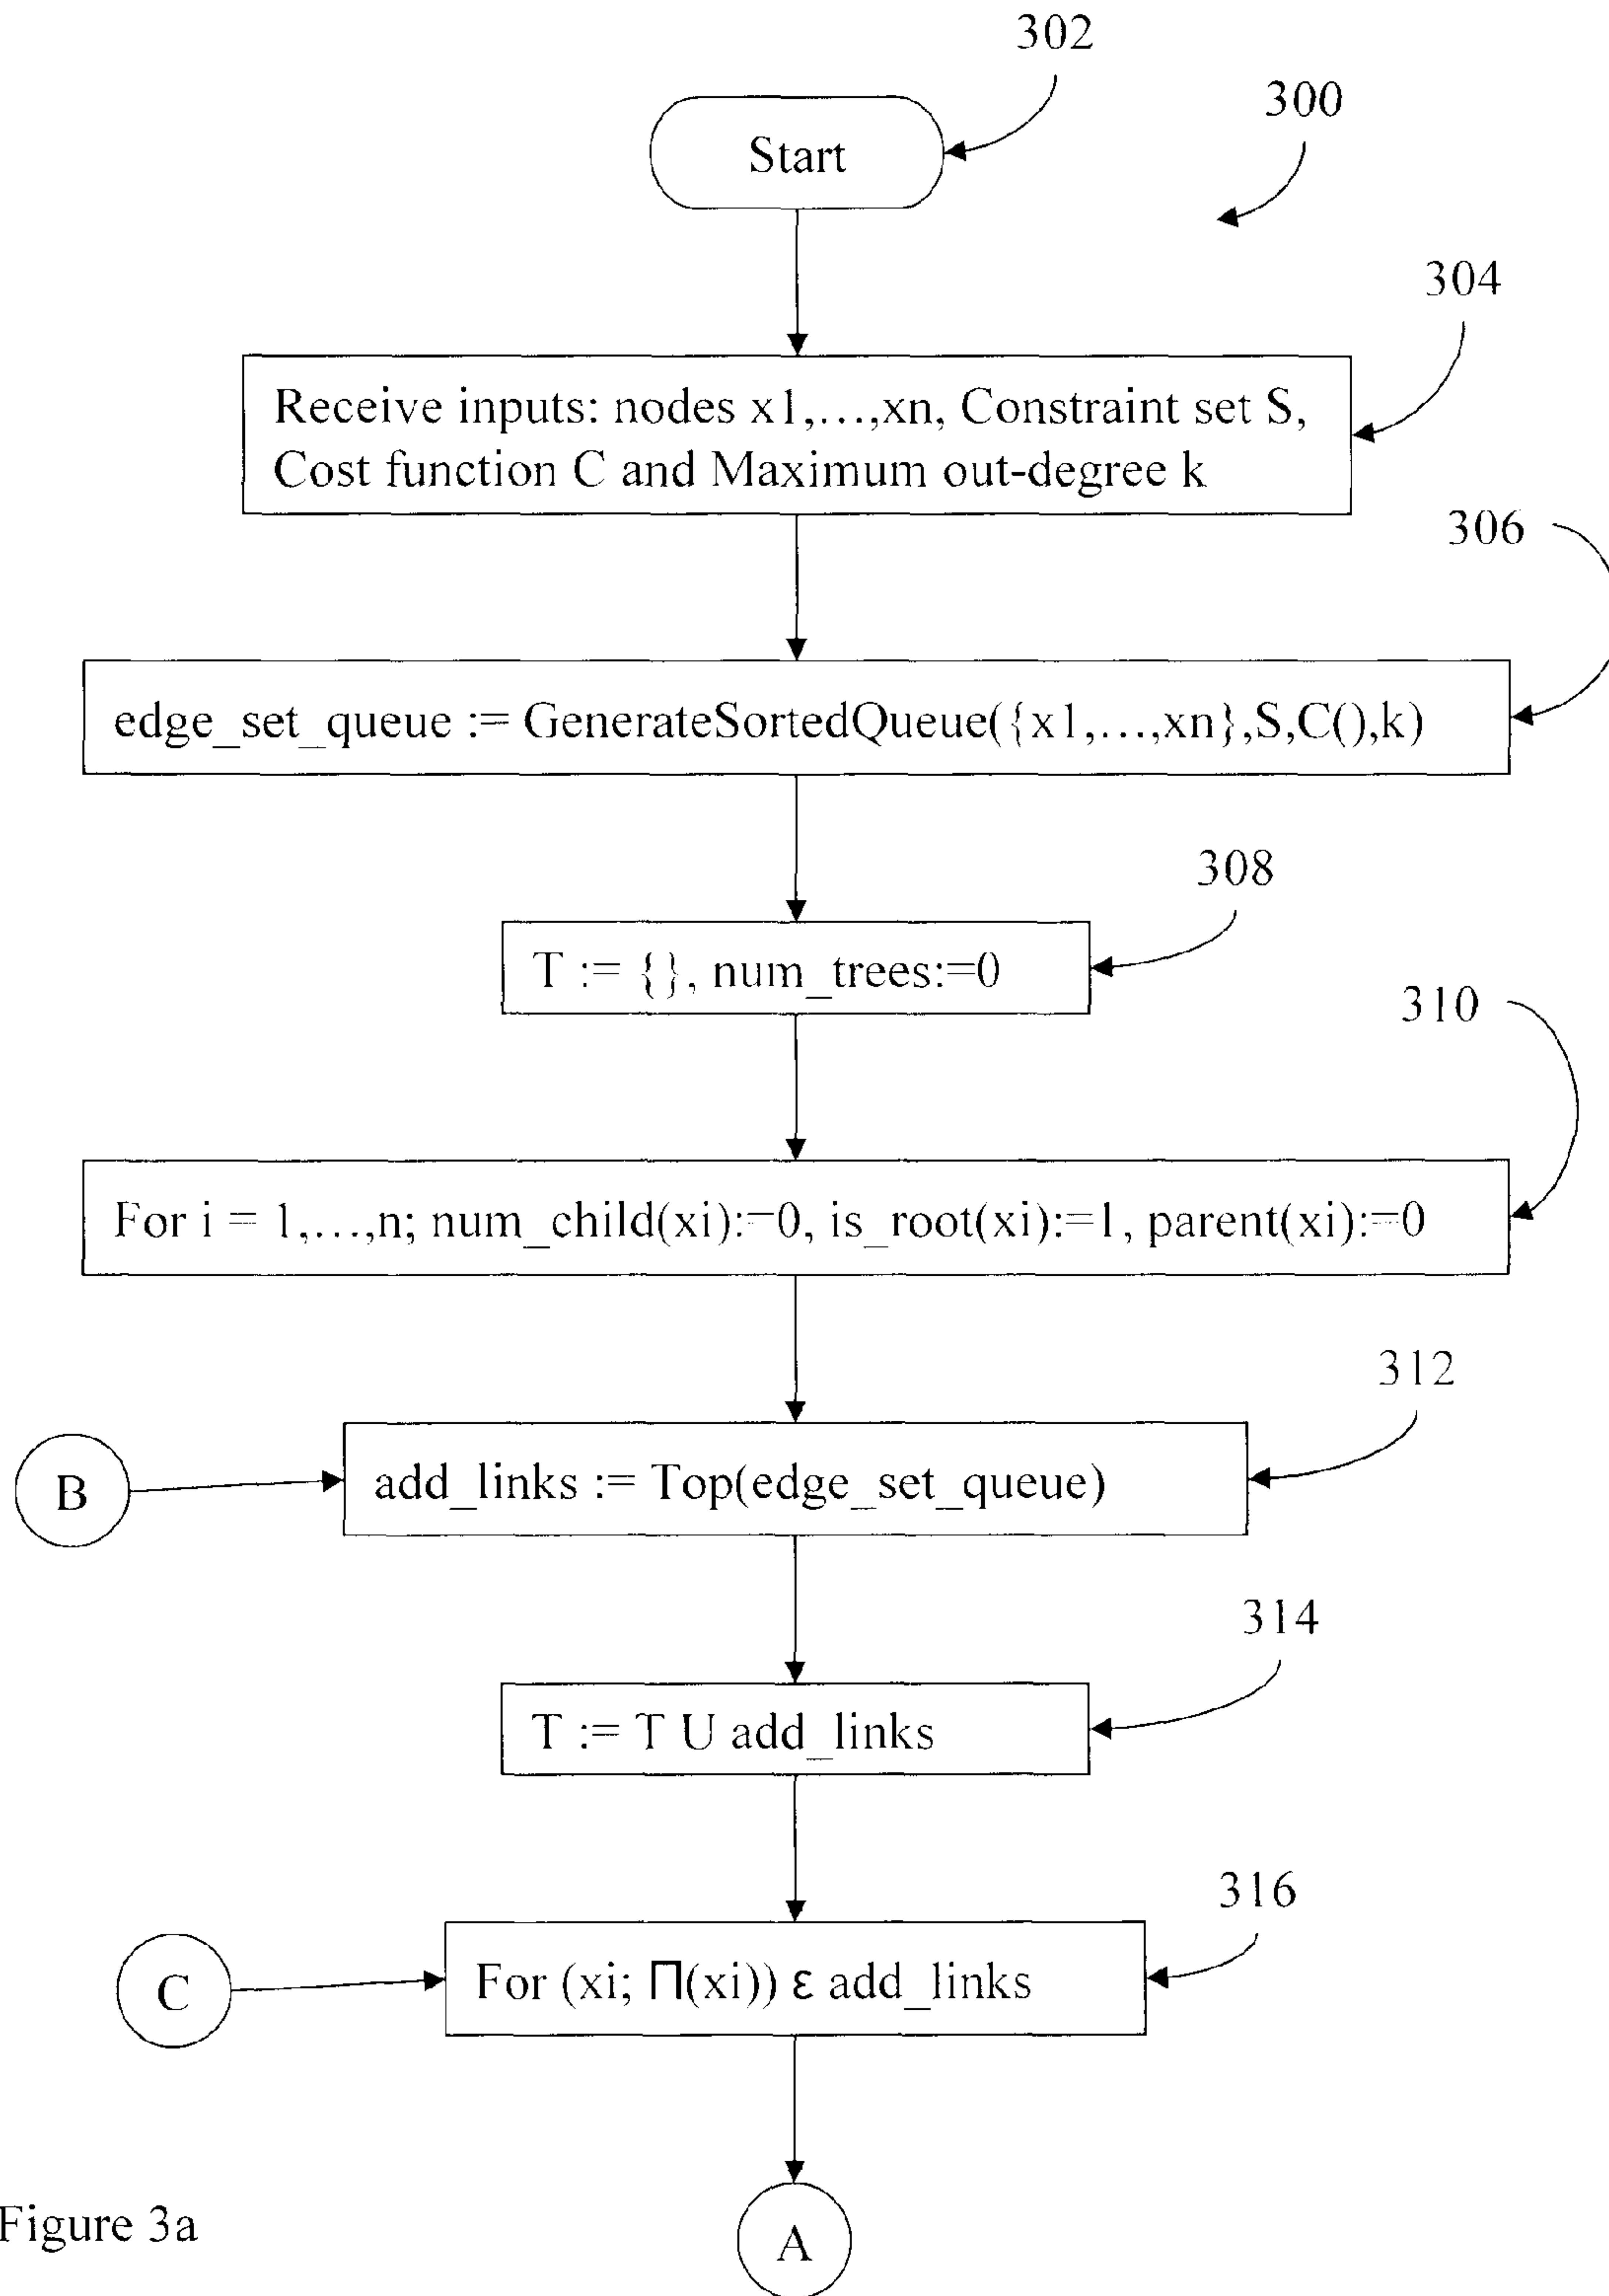 302
300
Start
304
Receive inputs: nodes x1,...,xn, Constraint set S,
Cost function C and Maximum out-degree k
306
edge_set_queue := GenerateSortedQueue({x1,...,xn},S,C(),k)
308
T := {}, num_trees:=0
310
For i = 1,...,n; num_child(xi):=0, is_root(xi):=1, parent(xi):=0
312
B
add_links := Top(edge_set_queue)
314
T := T U add_links
316
C
For (xi; Π(xi)) ε add_links
Figure 3a
A